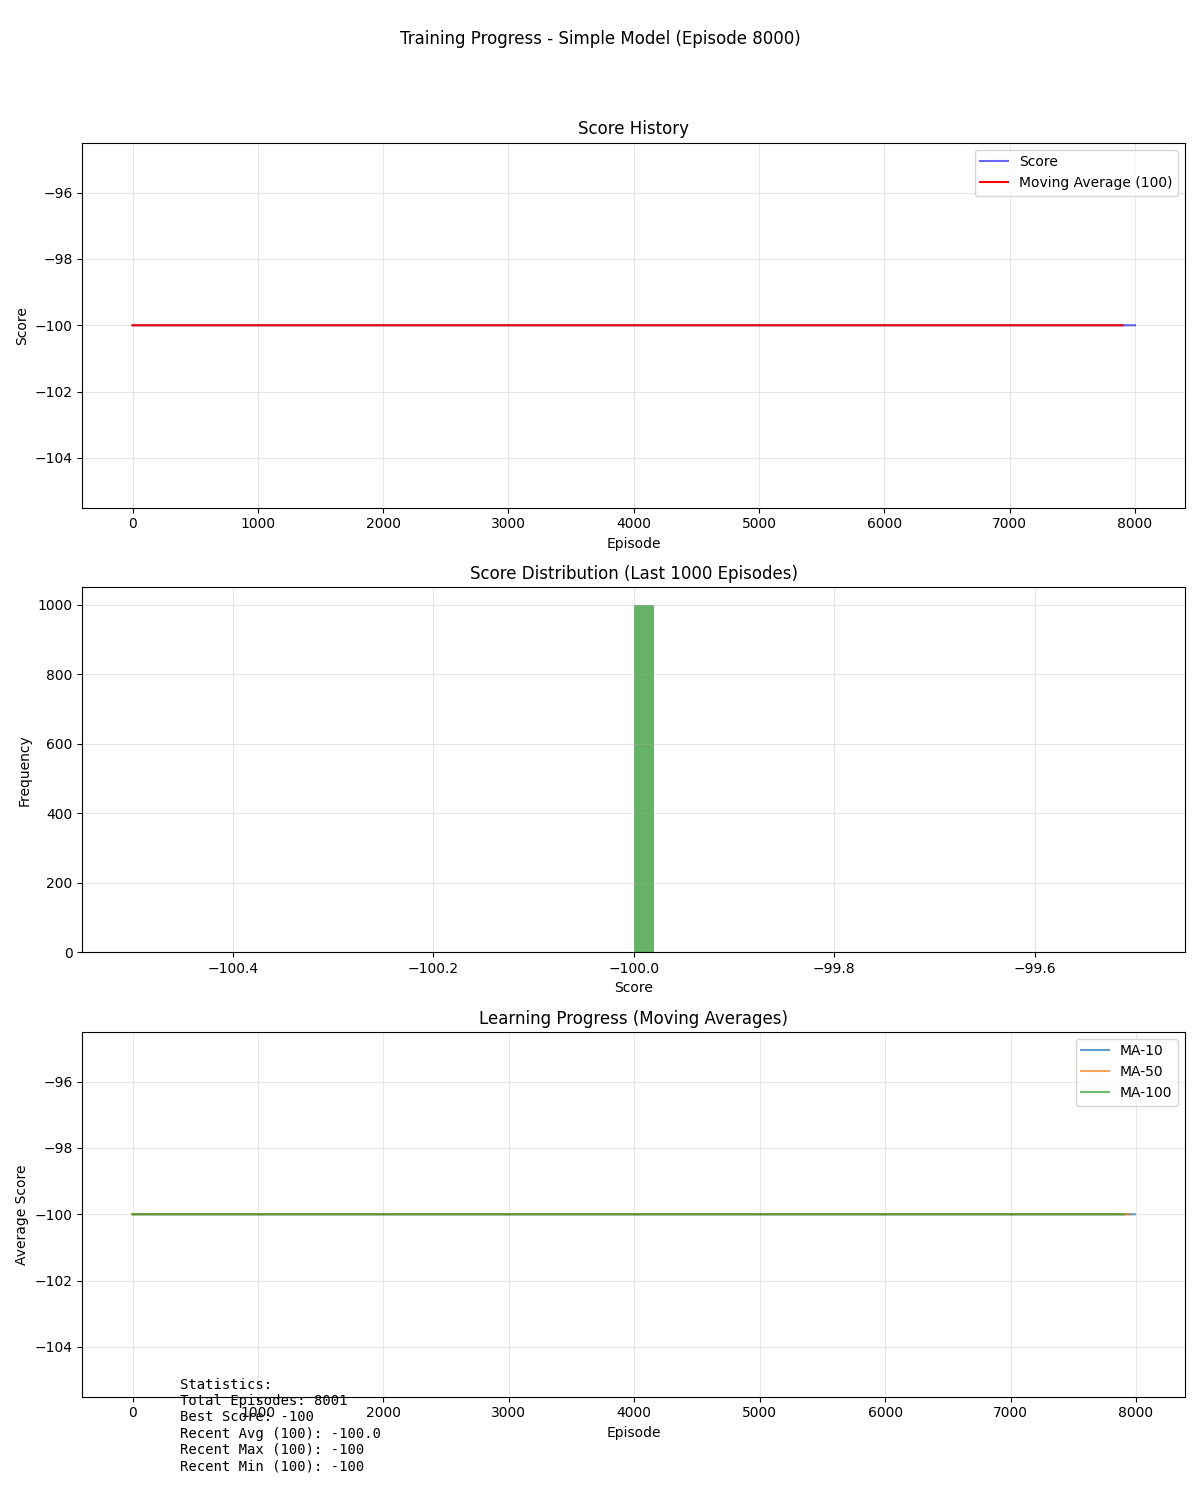 Training Progress - Simple Model (Episode 8000)
Score History
Score
Moving Average (100)
−96
−98
−100
−102
−104
Score
0 1000 2000 3000 4000 5000 6000 7000 8000
Episode
Score Distribution (Last 1000 Episodes)
1000
800
600
400
200
0
Frequency
−100.4 −100.2 −100.0 −99.8 −99.6
Score
Learning Progress (Moving Averages)
MA-10
MA-50
MA-100
−96
−98
−100
−102
−104
Average Score
0 1000 2000 3000 4000 5000 6000 7000 8000
Episode
Statistics:
Total Episodes: 8001
Best Score: -100
Recent Avg (100): -100.0
Recent Max (100): -100
Recent Min (100): -100